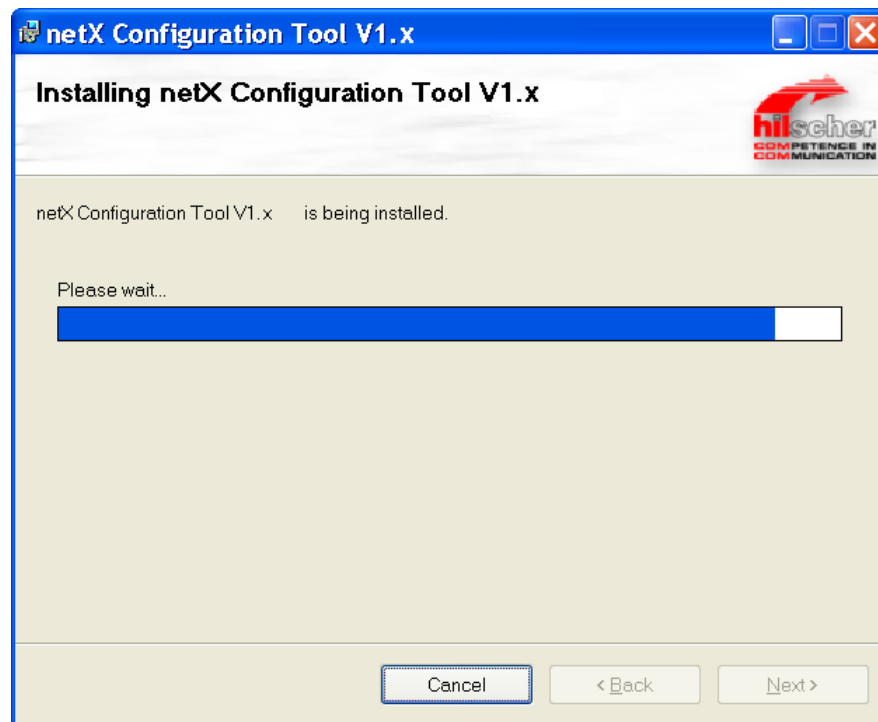 netX Configuration Tool V1.x
Installing netX Configuration Tool V1.x
hilscher
COMPETENCE IN
COMMUNICATION
netX Configuration Tool V1.x is being installed.
Please wait...
Cancel
< Back
Next >